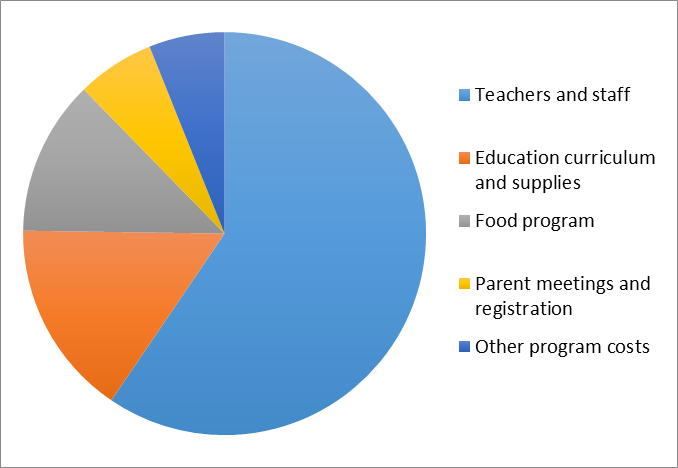 Teachers and staff
Education curriculum
and supplies
Food program
Parent meetings and
registration
Other program costs